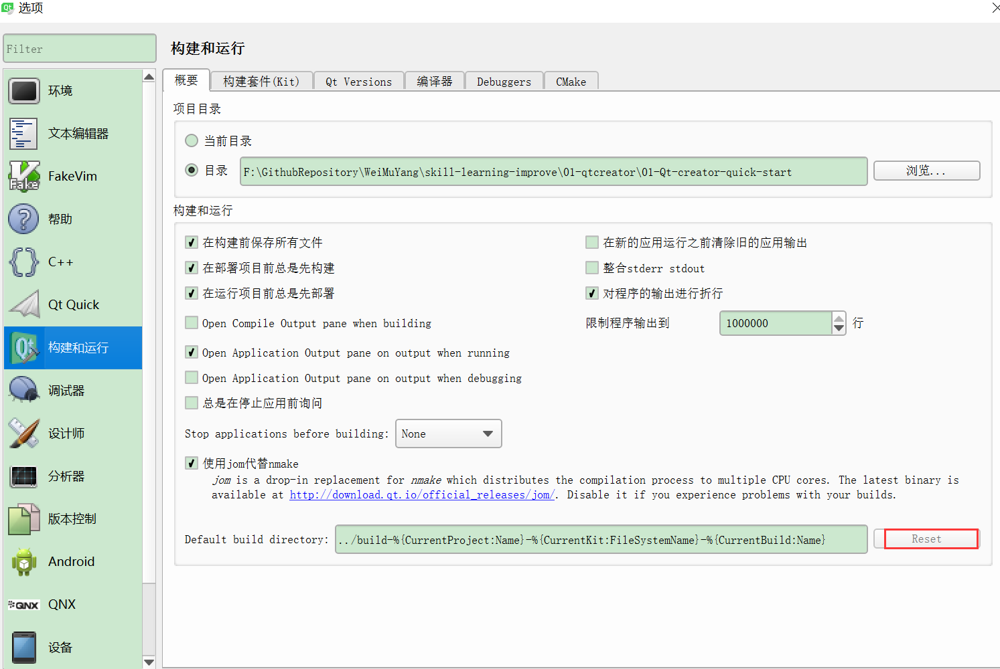 选项
Filter
环境
文本编辑器
FakeVim
帮助
C++
Qt Quick
构建和运行
调试器
设计师
分析器
版本控制
Android
QNX
设备
构建和运行
概要 构建套件(Kit) Qt Versions 编译器 Debuggers CMake
项目目录
当前目录
目录 F:\GithubRepository\WeiMuYang\skill-learning-improve\01-qtcreator\01-Qt-creator-quick-start 浏览...
构建和运行
在构建前保存所有文件 在新的应用运行之前清除旧的应用输出
在部署项目前总是先构建 整合stderr stdout
在运行项目前总是先部署 对程序的输出进行折行
Open Compile Output pane when building 限制程序输出到 1000000 行
Open Application Output pane on output when running
Open Application Output pane on output when debugging
总是在停止应用前询问
Stop applications before building: None
使用jom代替nmake
jom is a drop-in replacement for nmake which distributes the compilation process to multiple CPU cores. The latest binary is
available at http://download.qt.io/official_releases/jom/. Disable it if you experience problems with your builds.
Default build directory: ../build-%{CurrentProject:Name}-%{CurrentKit:FileSystemName}-%{CurrentBuild:Name} Reset